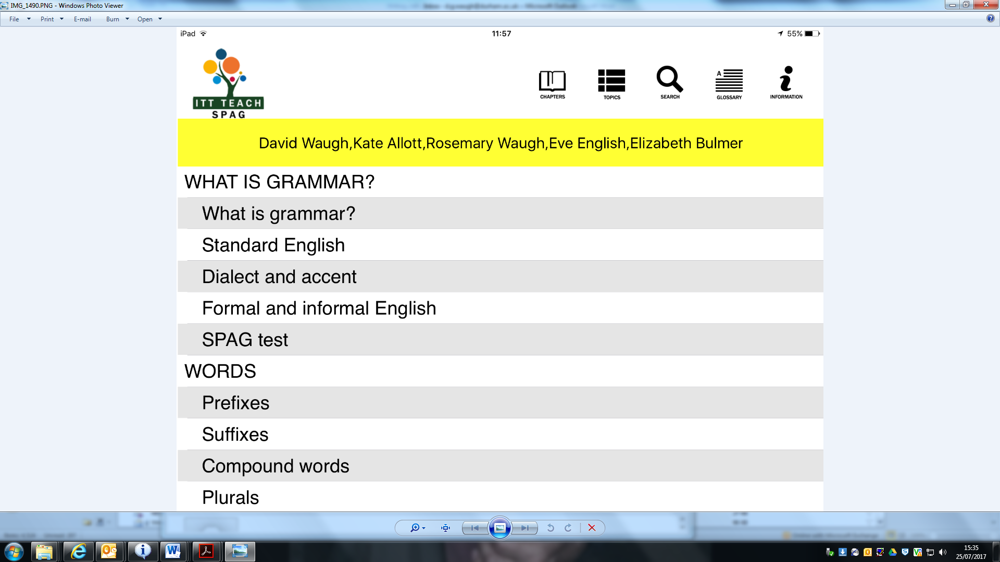 IMG_1490.PNG - Windows Photo Viewer
File Print E-mail Burn Open
iPad 11:57 55%
ITT TEACH
SPAG
CHAPTERS TOPICS SEARCH GLOSSARY INFORMATION
David Waugh,Kate Allott,Rosemary Waugh,Eve English,Elizabeth Bulmer
WHAT IS GRAMMAR?
What is grammar?
Standard English
Dialect and accent
Formal and informal English
SPAG test
WORDS
Prefixes
Suffixes
Compound words
Plurals
15:35
25/07/2017